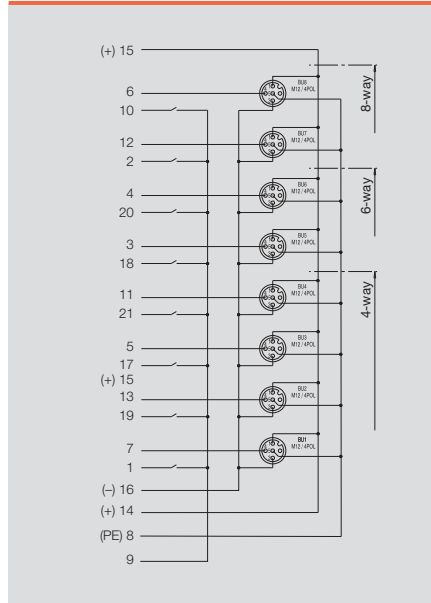 (+) 15
BU8
M12 / 4POL
6
10
8-way
BU7
M12 / 4POL
12
2
BU6
M12 / 4POL
4
20
6-way
BU5
M12 / 4POL
3
18
BU4
M12 / 4POL
11
21
4-way
BU3
M12 / 4POL
5
17
(+) 15
BU2
M12 / 4POL
13
19
BU1
M12 / 4POL
7
1
(–) 16
(+) 14
(PE) 8
9